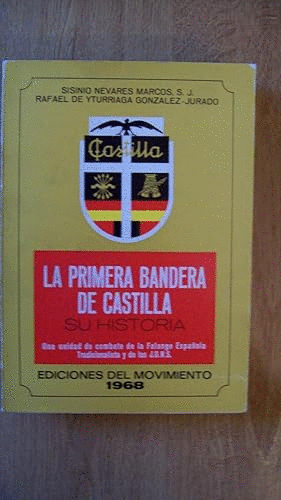 SISINIO NEVARES MARCOS, S. J.
RAFAEL DE YTURRIAGA GONZALEZ-JURADO
Castilla
LA PRIMERA BANDERA
DE CASTILLA
SU HISTORIA
Una unidad de combate de la Falange Española
Tradicionalista y de las J.O.N.S.
EDICIONES DEL MOVIMIENTO
1968